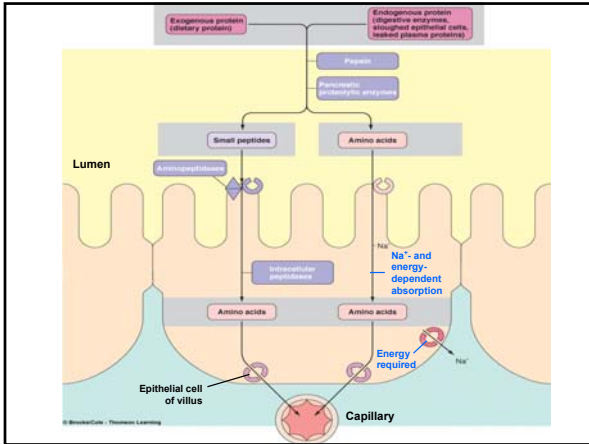 Exogenous protein
(dietary protein)
Endogenous protein
(digestive enzymes,
sloughed epithelial cells,
leaked plasma proteins)
Pepsin
Pancreatic
proteolytic enzymes
Small peptides
Amino acids
Lumen
Aminopeptidases
Na⁺
Na⁺- and
energy-
dependent
absorption
Intracellular
peptidases
Amino acids
Amino acids
Energy
required
Na⁺
Epithelial cell
of villus
Capillary
© Brooks/Cole - Thomson Learning